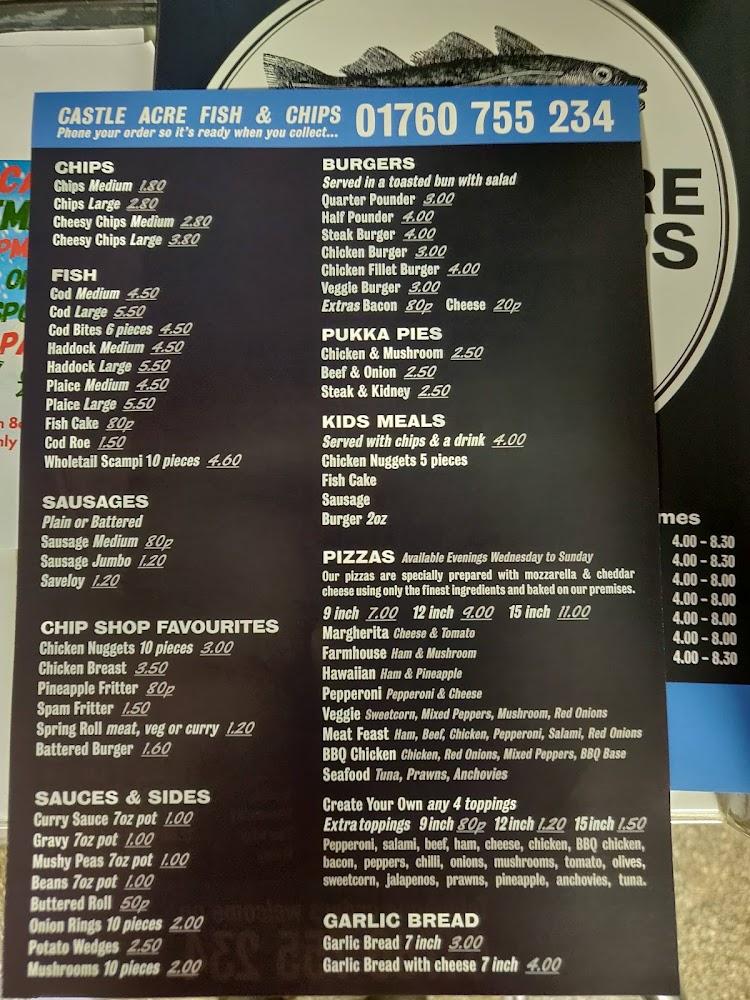 CASTLE ACRE FISH & CHIPS 01760 755 234
Phone your order so it's ready when you collect...
CHIPS
Chips Medium 1.80
Chips Large 2.80
Cheesy Chips Medium 2.80
Cheesy Chips Large 3.80
FISH
Cod Medium 4.50
Cod Large 5.50
Cod Bites 6 pieces 4.50
Haddock Medium 4.50
Haddock Large 5.50
Plaice Medium 4.50
Plaice Large 5.50
Fish Cake 80p
Cod Roe 1.50
Wholetail Scampi 10 pieces 4.60
SAUSAGES
Plain or Battered
Sausage Medium 80p
Sausage Jumbo 1.20
Saveloy 1.20
CHIP SHOP FAVOURITES
Chicken Nuggets 10 pieces 3.00
Chicken Breast 3.50
Pineapple Fritter 80p
Spam Fritter 1.50
Spring Roll meat, veg or curry 1.20
Battered Burger 1.60
SAUCES & SIDES
Curry Sauce 7oz pot 1.00
Gravy 7oz pot 1.00
Mushy Peas 7oz pot 1.00
Beans 7oz pot 1.00
Buttered Roll 50p
Onion Rings 10 pieces 2.00
Potato Wedges 2.50
Mushrooms 10 pieces 2.00
BURGERS
Served in a toasted bun with salad
Quarter Pounder 3.00
Half Pounder 4.00
Steak Burger 4.00
Chicken Burger 3.00
Chicken Fillet Burger 4.00
Veggie Burger 3.00
Extras Bacon 80p Cheese 20p
PUKKA PIES
Chicken & Mushroom 2.50
Beef & Onion 2.50
Steak & Kidney 2.50
KIDS MEALS
Served with chips & a drink 4.00
Chicken Nuggets 5 pieces
Fish Cake
Sausage
Burger 2oz
PIZZAS Available Evenings Wednesday to Sunday
Our pizzas are specially prepared with mozzarella & cheddar
cheese using only the finest ingredients and baked on our premises.
9 inch 7.00 12 inch 9.00 15 inch 11.00
Margherita Cheese & Tomato
Farmhouse Ham & Mushroom
Hawaiian Ham & Pineapple
Pepperoni Pepperoni & Cheese
Veggie Sweetcorn, Mixed Peppers, Mushroom, Red Onions
Meat Feast Ham, Beef, Chicken, Pepperoni, Salami, Red Onions
BBQ Chicken Chicken, Red Onions, Mixed Peppers, BBQ Base
Seafood Tuna, Prawns, Anchovies
Create Your Own any 4 toppings
Extra toppings 9 inch 80p 12 inch 1.20 15 inch 1.50
Pepperoni, salami, beef, ham, cheese, chicken, BBQ chicken,
bacon, peppers, chilli, onions, mushrooms, tomato, olives,
sweetcorn, jalapenos, prawns, pineapple, anchovies, tuna.
GARLIC BREAD
Garlic Bread 7 inch 3.00
Garlic Bread with cheese 7 inch 4.00
RE
PS
mes
4.00 - 8.30
4.00 - 8.30
4.00 - 8.00
4.00 - 8.00
4.00 - 8.00
4.00 - 8.00
4.00 - 8.30